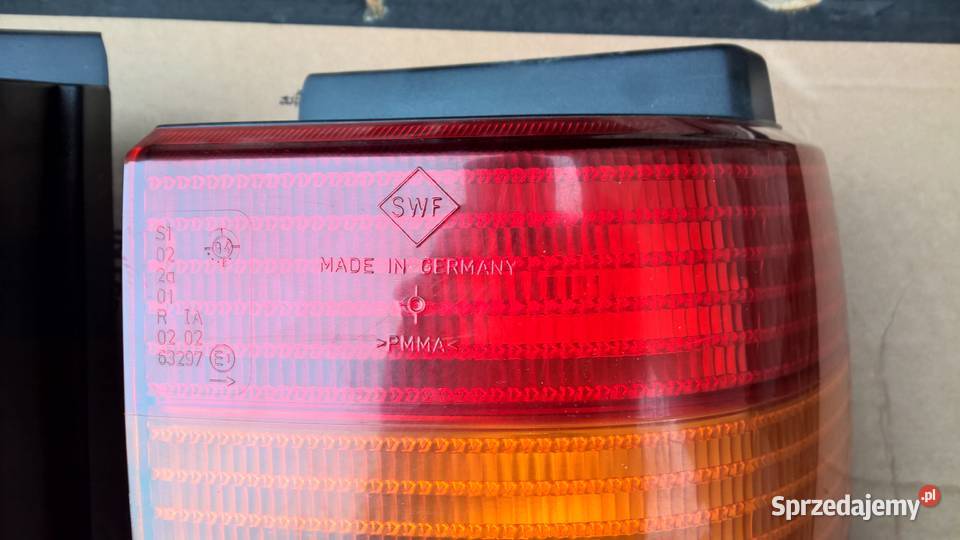 SWF
MADE IN GERMANY
>PMMA<
S1
02
2a
01
R IA
02 02
63297 E1
Sprzedajemy.pl